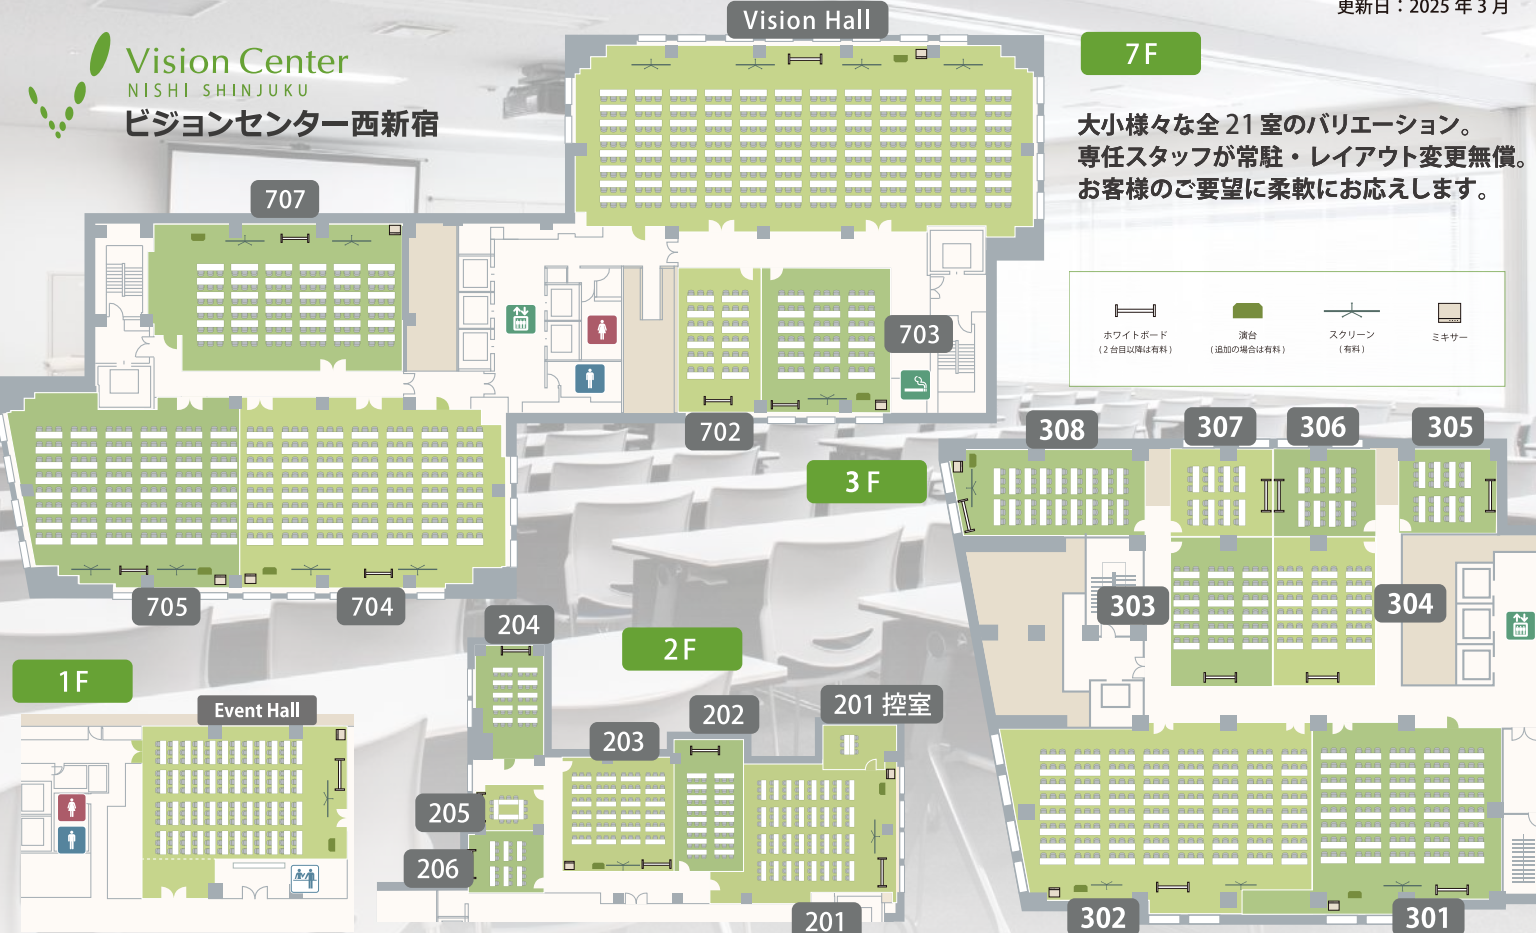 更新日：2025 年 3 月
Vision Center
NISHI SHINJUKU
ビジョンセンター西新宿
Vision Hall
7F
大小様々な全 21 室のバリエーション。
専任スタッフが常駐・レイアウト変更無償。
お客様のご要望に柔軟にお応えします。
707
703
702
705
704
ホワイトボード
(2 台目以降は有料)
演台
(追加の場合は有料)
スクリーン
(有料)
ミキサー
3F
308
307
306
305
303
304
302
301
2F
204
203
202
201 控室
205
206
201
1F
Event Hall